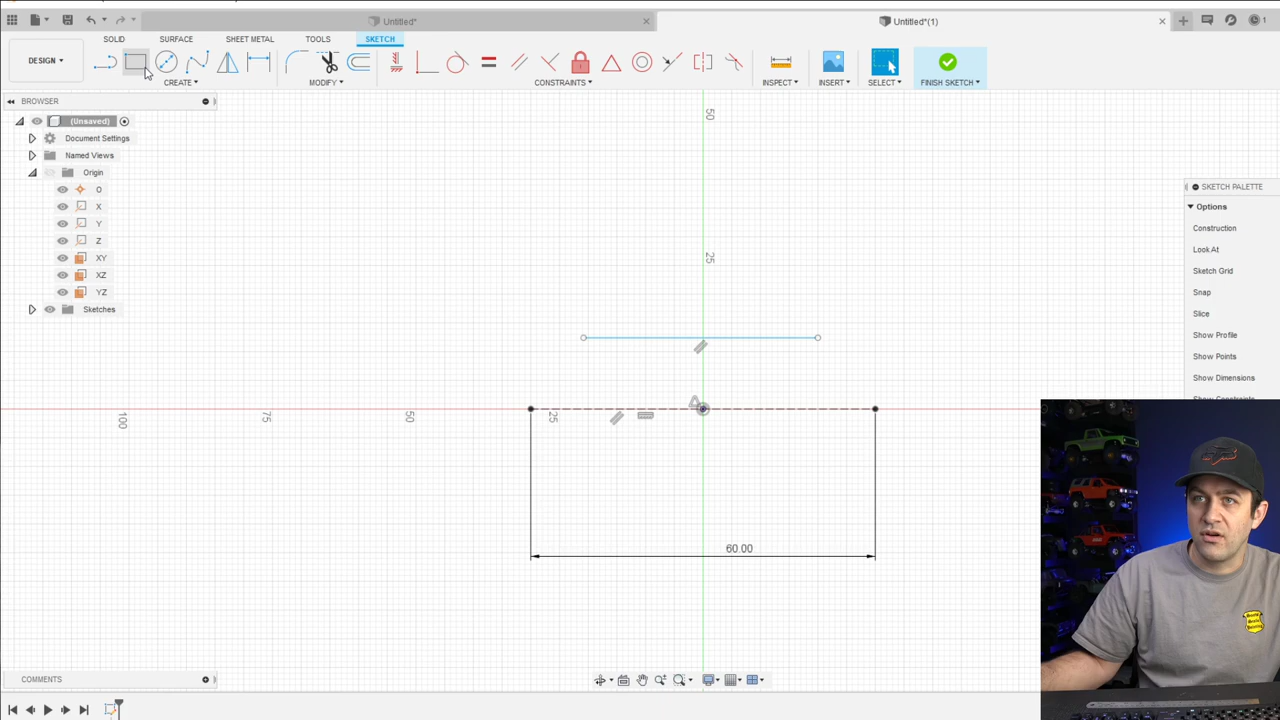 Untitled*
Untitled*(1)
1
DESIGN
SOLID
SURFACE
SHEET METAL
TOOLS
SKETCH
CREATE
MODIFY
CONSTRAINTS
INSPECT
INSERT
SELECT
FINISH SKETCH
BROWSER
(Unsaved)
Document Settings
Named Views
Origin
O
X
Y
Z
XY
XZ
YZ
Sketches
50
25
100
75
50
25
60.00
SKETCH PALETTE
Options
Construction
Look At
Sketch Grid
Snap
Slice
Show Profile
Show Points
Show Dimensions
COMMENTS